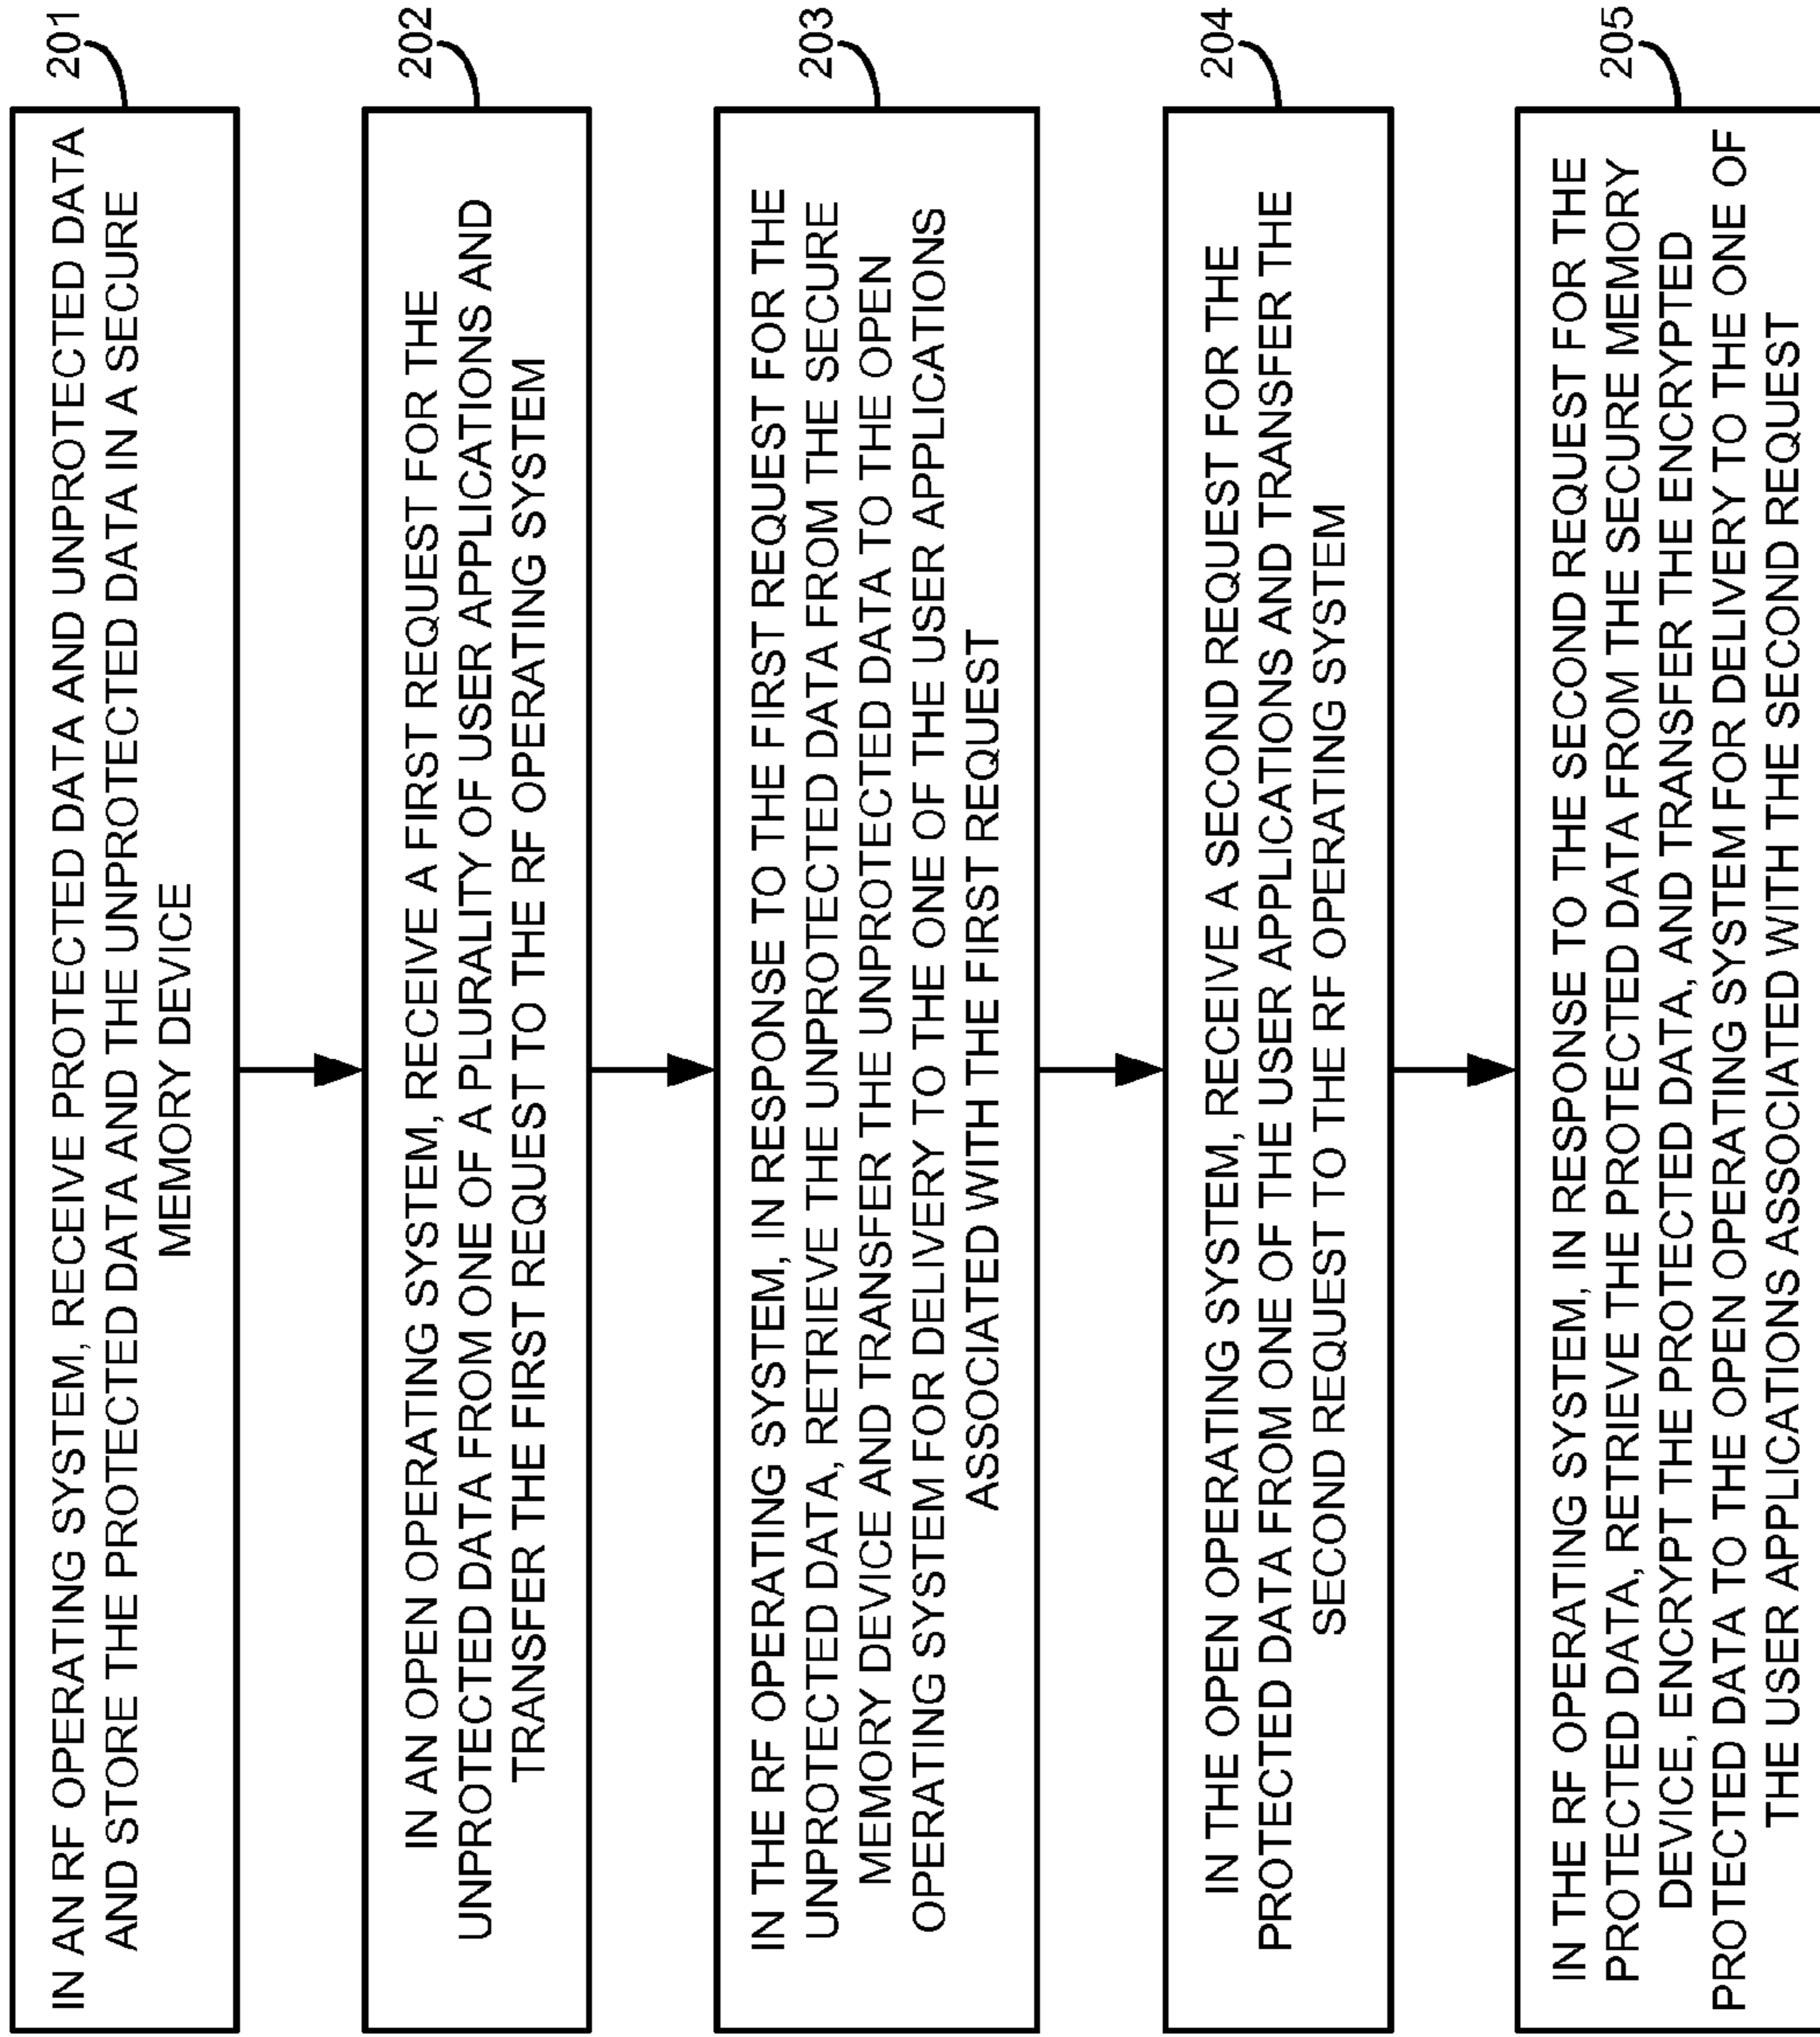 201
IN AN RF OPERATING SYSTEM, RECEIVE PROTECTED DATA AND UNPROTECTED DATA
AND STORE THE PROTECTED DATA AND THE UNPROTECTED DATA IN A SECURE
MEMORY DEVICE
202
IN AN OPEN OPERATING SYSTEM, RECEIVE A FIRST REQUEST FOR THE
UNPROTECTED DATA FROM ONE OF A PLURALITY OF USER APPLICATIONS AND
TRANSFER THE FIRST REQUEST TO THE RF OPERATING SYSTEM
203
IN THE RF OPERATING SYSTEM, IN RESPONSE TO THE FIRST REQUEST FOR THE
UNPROTECTED DATA, RETRIEVE THE UNPROTECTED DATA FROM THE SECURE
MEMORY DEVICE AND TRANSFER THE UNPROTECTED DATA TO THE OPEN
OPERATING SYSTEM FOR DELIVERY TO THE ONE OF THE USER APPLICATIONS
ASSOCIATED WITH THE FIRST REQUEST
204
IN THE OPEN OPERATING SYSTEM, RECEIVE A SECOND REQUEST FOR THE
PROTECTED DATA FROM ONE OF THE USER APPLICATIONS AND TRANSFER THE
SECOND REQUEST TO THE RF OPERATING SYSTEM
205
IN THE RF OPERATING SYSTEM, IN RESPONSE TO THE SECOND REQUEST FOR THE
PROTECTED DATA, RETRIEVE THE PROTECTED DATA FROM THE SECURE MEMORY
DEVICE, ENCRYPT THE PROTECTED DATA, AND TRANSFER THE ENCRYPTED
PROTECTED DATA TO THE OPEN OPERATING SYSTEM FOR DELIVERY TO THE ONE OF
THE USER APPLICATIONS ASSOCIATED WITH THE SECOND REQUEST